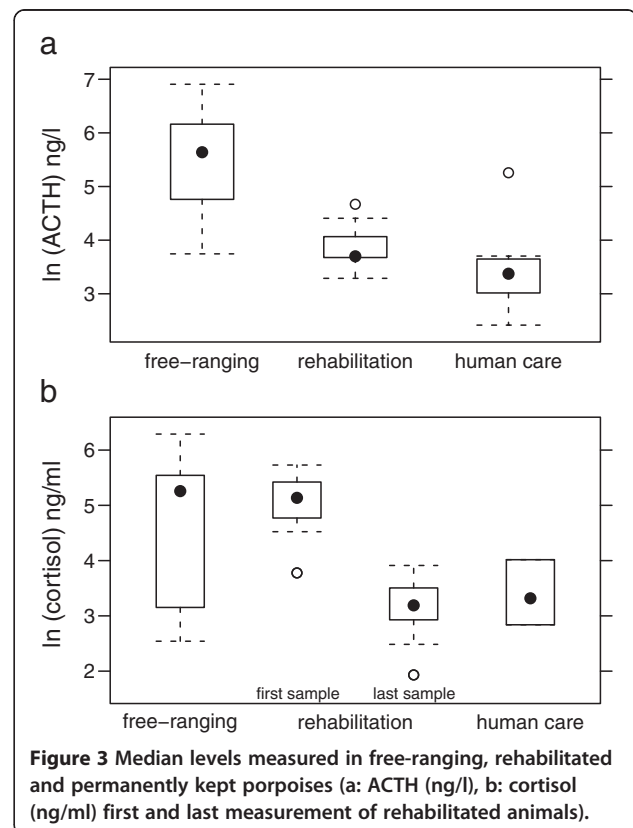 a
7
6
5
4
3
ln (ACTH) ng/l
free−ranging rehabilitation human care
b
6
5
4
3
2
ln (cortisol) ng/ml
first sample last sample
free−ranging rehabilitation human care
Figure 3 Median levels measured in free-ranging, rehabilitated
and permanently kept porpoises (a: ACTH (ng/l), b: cortisol
(ng/ml) first and last measurement of rehabilitated animals).